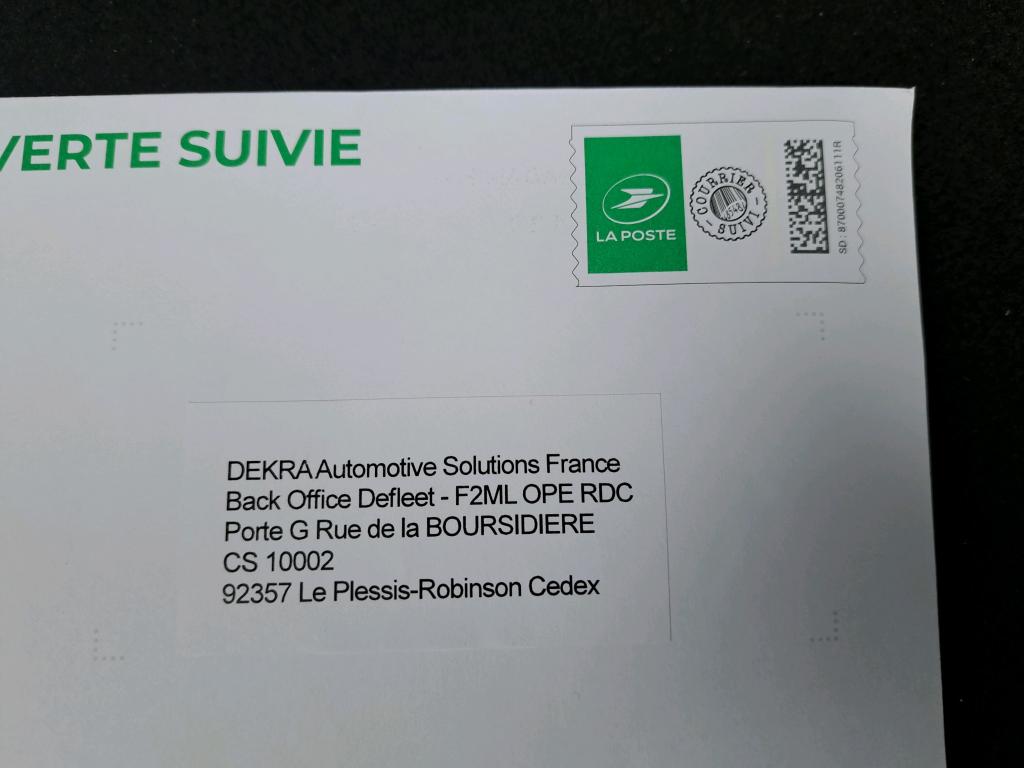 VERTE SUIVIE
LA POSTE
COURRIER
SUIVI
SD : 87000748206111R
DEKRA Automotive Solutions France
Back Office Defleet - F2ML OPE RDC
Porte G Rue de la BOURSIDIERE
CS 10002
92357 Le Plessis-Robinson Cedex